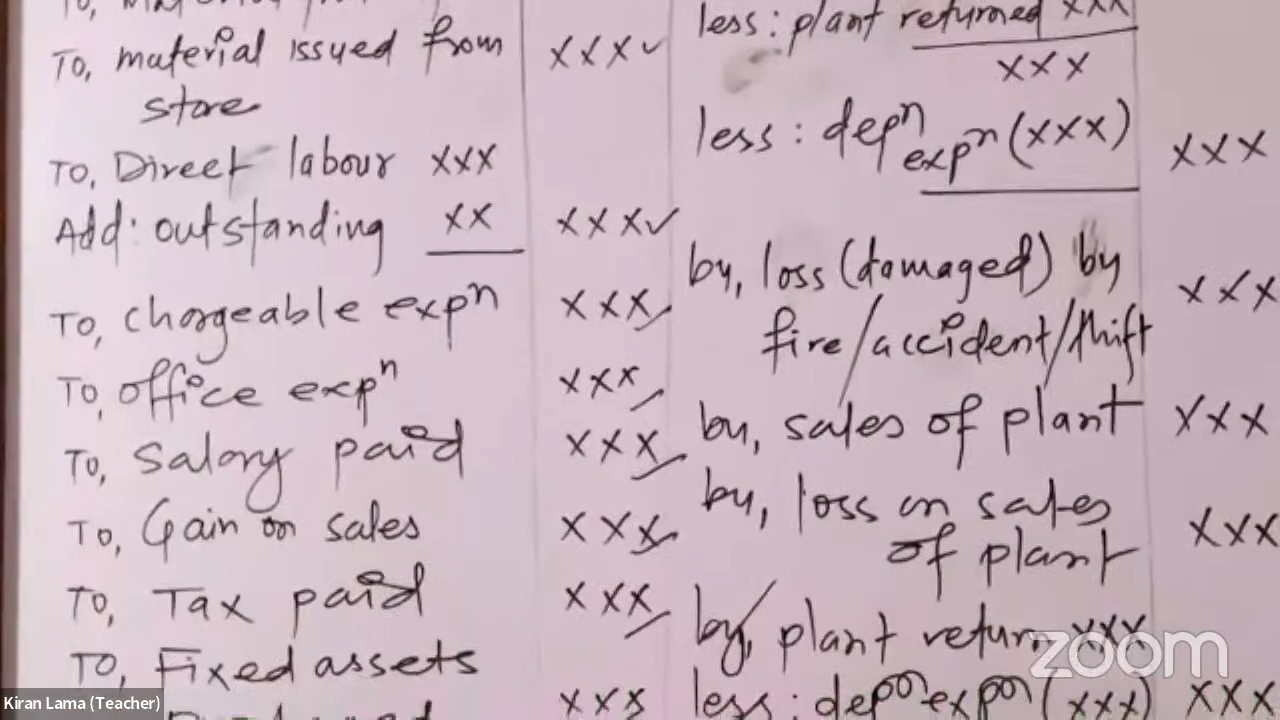 To, material issued from xxx
store
To, Direct labour xxx
Add: outstanding xx xxx
To, chargeable expⁿ xxx
To, office expⁿ xxx
To, salary paid xxx
To, Gain on sales xxx
To, Tax paid xxx
To, Fixed assets
xxx
less: plant returned xxx
xxx
less: depⁿ expⁿ (xxx) xxx
by, loss (damaged) by xxx
fire/accident/thift
by, sales of plant xxx
by, loss on sales
of plant xxx
by, plant return xxx
less: depⁿ expⁿ (xxx) xxx
zoom
Kiran Lama (Teacher)